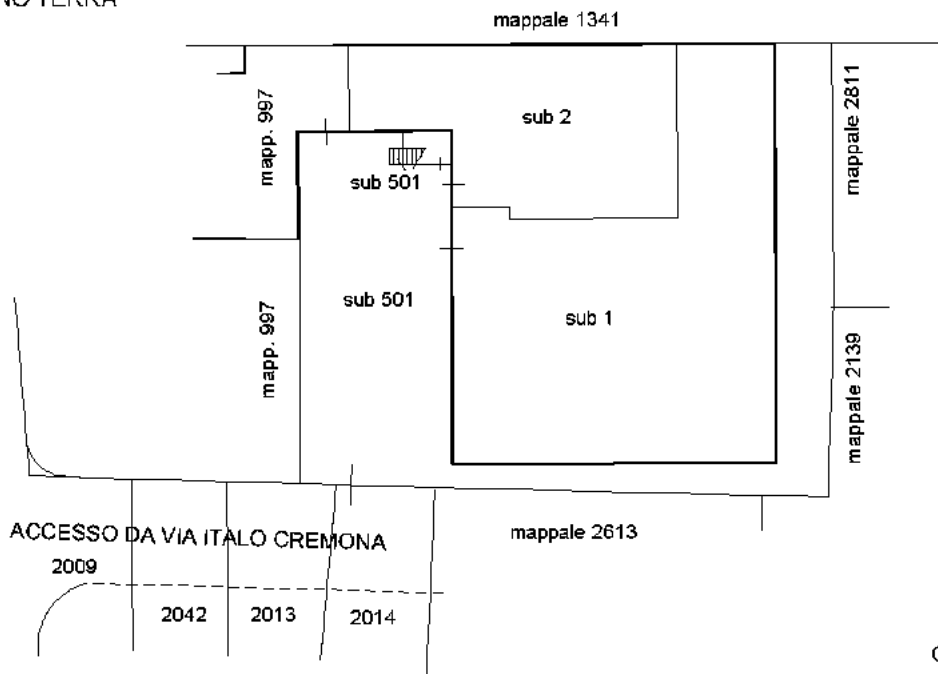 TERRA
mappale 1341
mapp. 997
sub 2
mappale 2811
sub 501
sub 501
sub 1
mapp. 997
mappale 2139
ACCESSO DA VIA ITALO CREMONA
mappale 2613
2009
2042
2013
2014